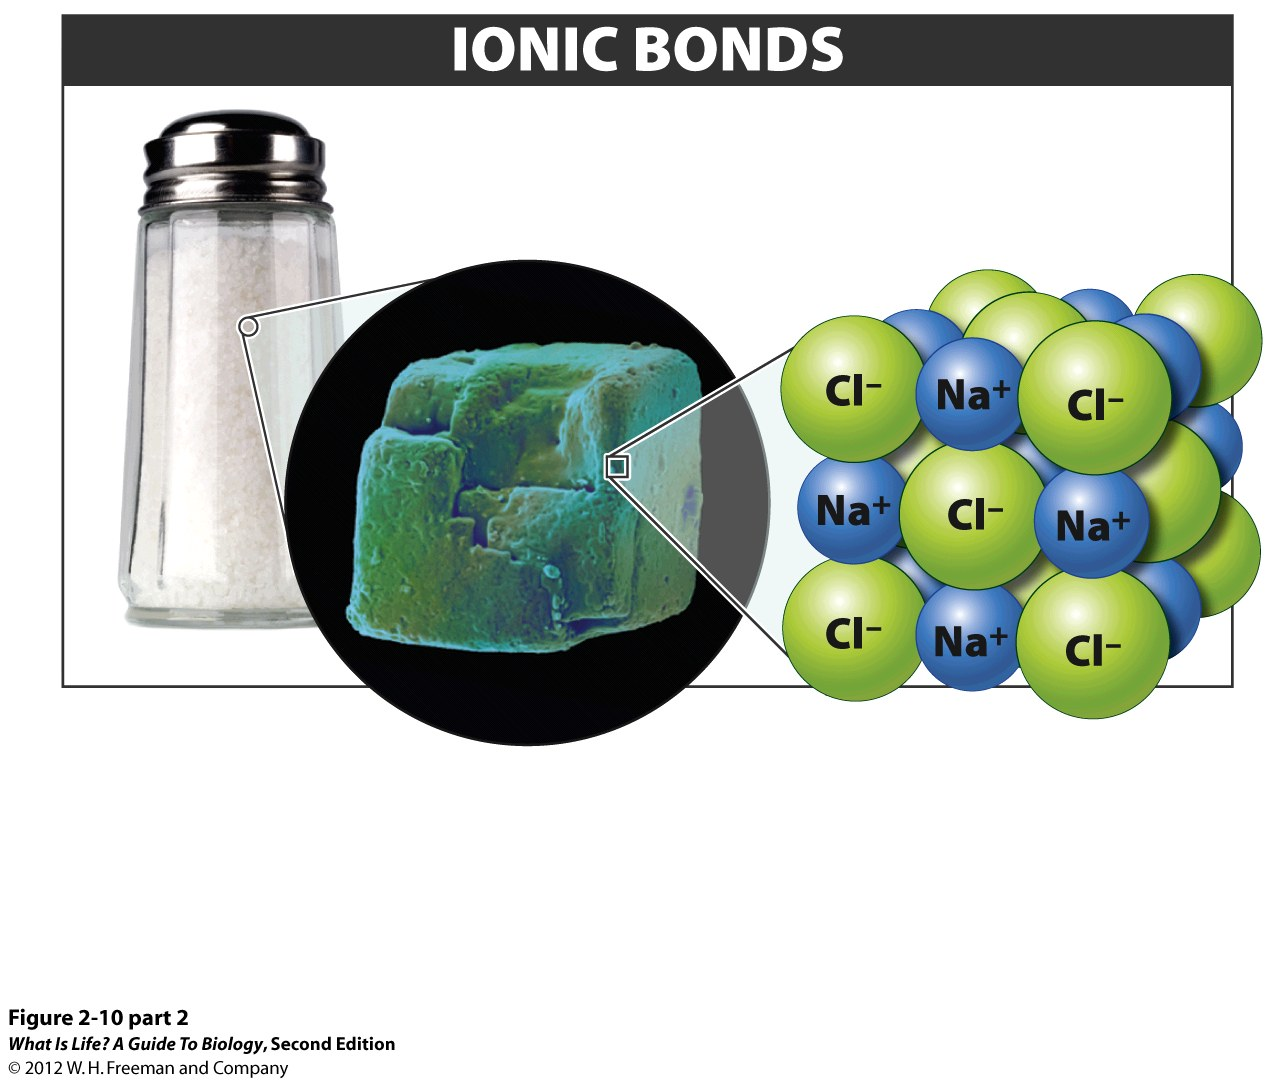 IONIC BONDS
Cl⁻ Na⁺ Cl⁻
Na⁺ Cl⁻ Na⁺
Cl⁻ Na⁺ Cl⁻
Figure 2-10 part 2
What Is Life? A Guide To Biology, Second Edition
© 2012 W. H. Freeman and Company